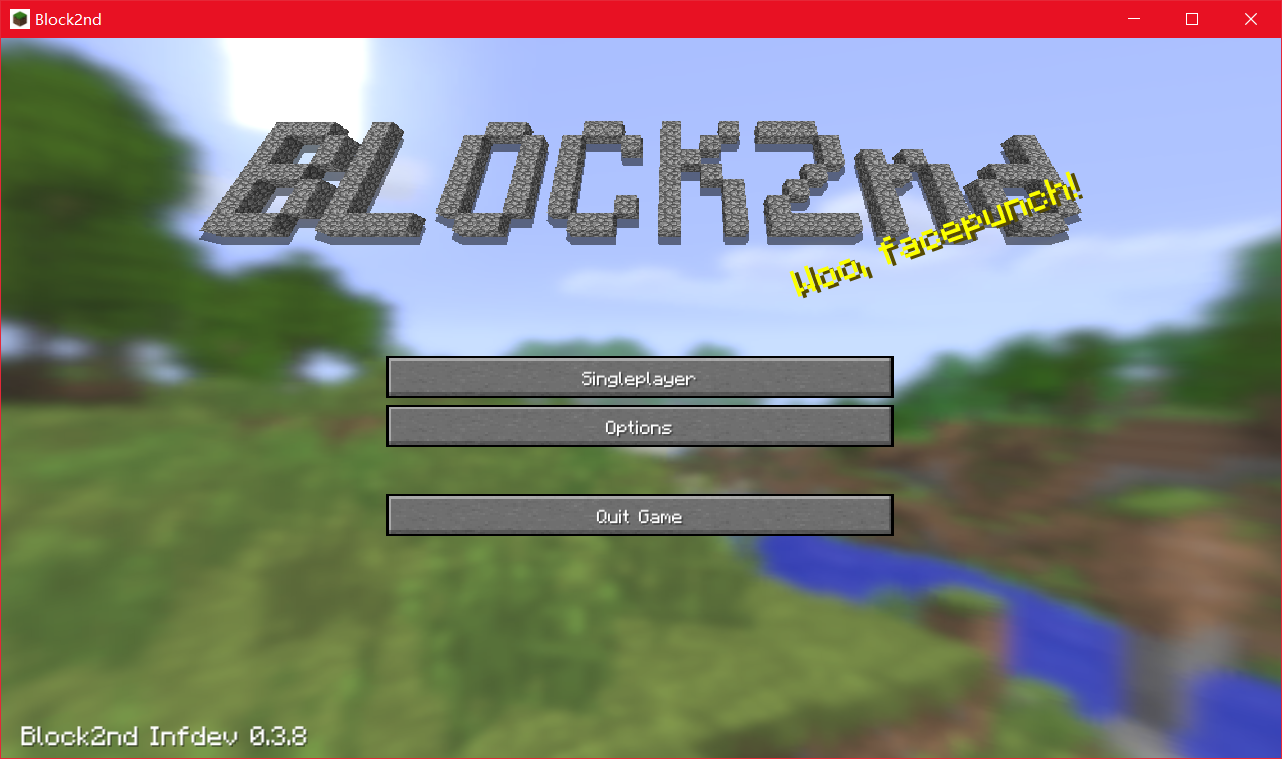 Block2nd
BLOCK2nd
Woo, facepunch!
Singleplayer
Options
Quit Game
Block2nd Infdev 0.3.8